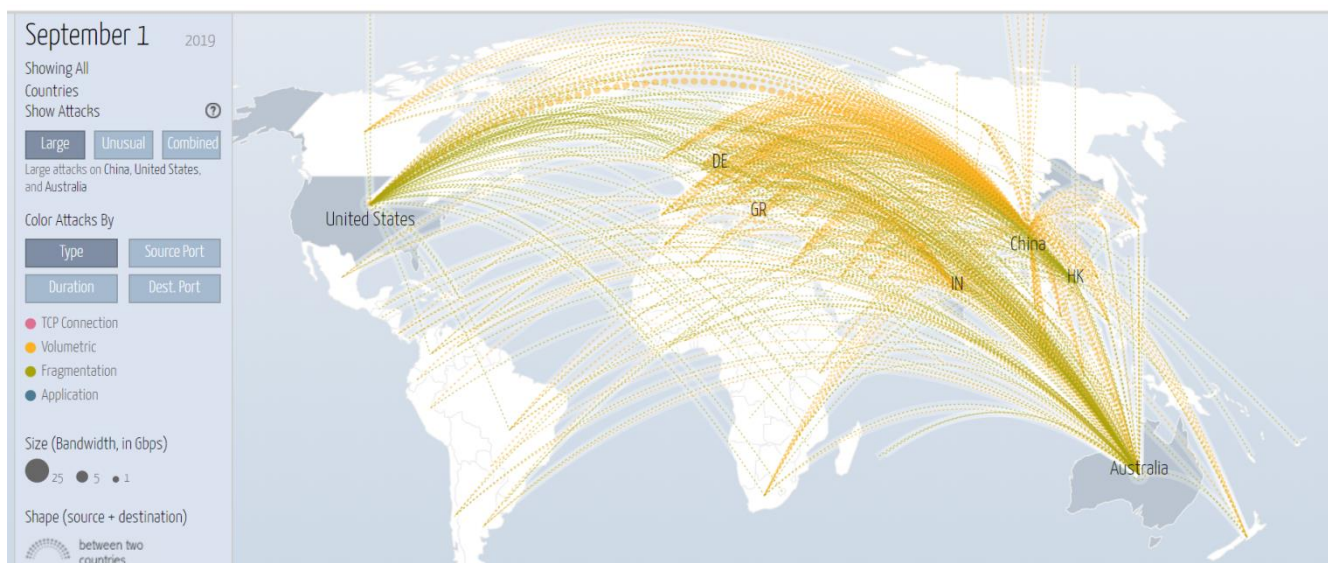 September 1 2019
Showing All
Countries
Show Attacks ?
Large Unusual Combined
Large attacks on China, United States,
and Australia
Color Attacks By
Type Source Port
Duration Dest. Port
TCP Connection
Volumetric
Fragmentation
Application
Size (Bandwidth, in Gbps)
25 5 1
Shape (source + destination)
between two
countries
DE
GR
United States
China
HK
IN
Australia